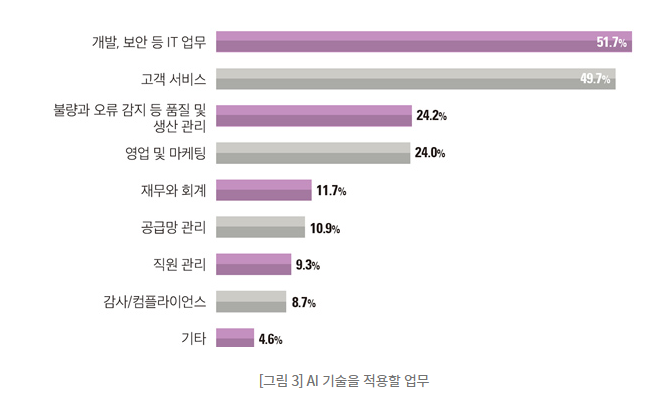 개발, 보안 등 IT 업무
51.7%
고객 서비스
49.7%
불량과 오류 감지 등 품질 및
생산 관리
24.2%
영업 및 마케팅
24.0%
재무와 회계
11.7%
공급망 관리
10.9%
직원 관리
9.3%
감사/컴플라이언스
8.7%
기타
4.6%
[그림 3] AI 기술을 적용할 업무